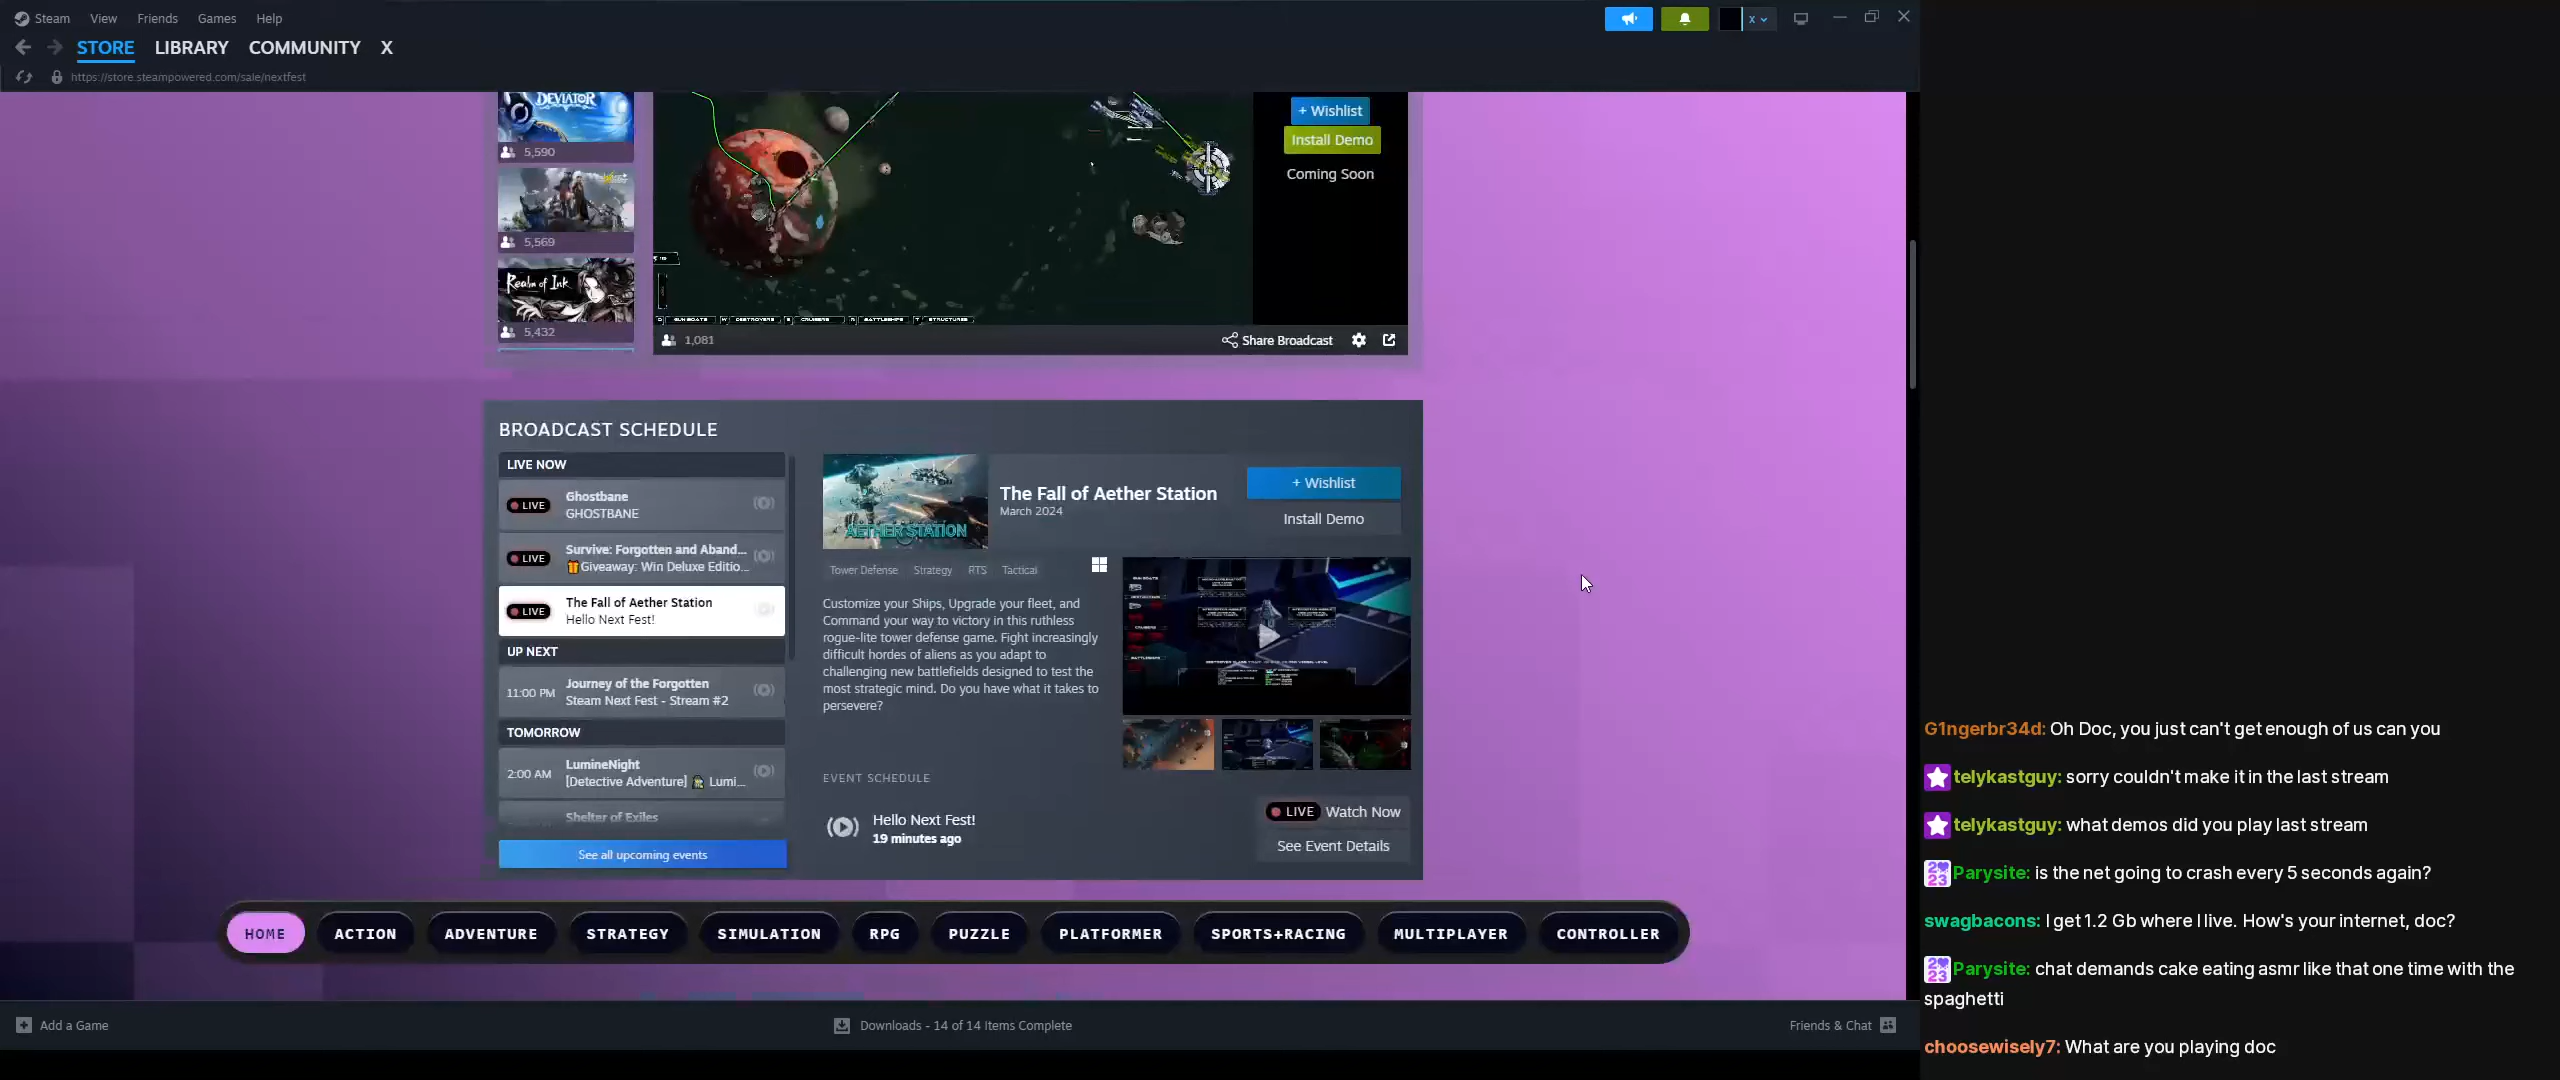 Steam View Friends Games Help
x
STORE LIBRARY COMMUNITY X
https://store.steampowered.com/sale/nextfest
DEVIATOR
5,590
5,569
Realm of Ink
5,432
+ Wishlist
Install Demo
Coming Soon
GUN BOATS W DESTROYERS E CRUISERS R BATTLESHIPS T STRUCTURES
1,081
Share Broadcast
BROADCAST SCHEDULE
LIVE NOW
LIVE
Ghostbane
GHOSTBANE
LIVE
Survive: Forgotten and Aband...
Giveaway: Win Deluxe Editio...
LIVE
The Fall of Aether Station
Hello Next Fest!
UP NEXT
11:00 PM
Journey of the Forgotten
Steam Next Fest - Stream #2
TOMORROW
2:00 AM
LumineNight
[Detective Adventure] Lumi...
Shelter of Exiles
See all upcoming events
AETHER STATION
The Fall of Aether Station
March 2024
+ Wishlist
Install Demo
Tower Defense Strategy RTS Tactical
Customize your Ships, Upgrade your fleet, and
Command your way to victory in this ruthless
rogue-lite tower defense game. Fight increasingly
difficult hordes of aliens as you adapt to
challenging new battlefields designed to test the
most strategic mind. Do you have what it takes to
persevere?
EVENT SCHEDULE
Hello Next Fest!
19 minutes ago
LIVE Watch Now
See Event Details
HOME ACTION ADVENTURE STRATEGY SIMULATION RPG PUZZLE PLATFORMER SPORTS+RACING MULTIPLAYER CONTROLLER
Add a Game
Downloads - 14 of 14 Items Complete
Friends & Chat
G1ngerbr34d: Oh Doc, you just can't get enough of us can you
telykastguy: sorry couldn't make it in the last stream
telykastguy: what demos did you play last stream
Parysite: is the net going to crash every 5 seconds again?
swagbacons: I get 1.2 Gb where I live. How's your internet, doc?
Parysite: chat demands cake eating asmr like that one time with the
spaghetti
choosewisely7: What are you playing doc